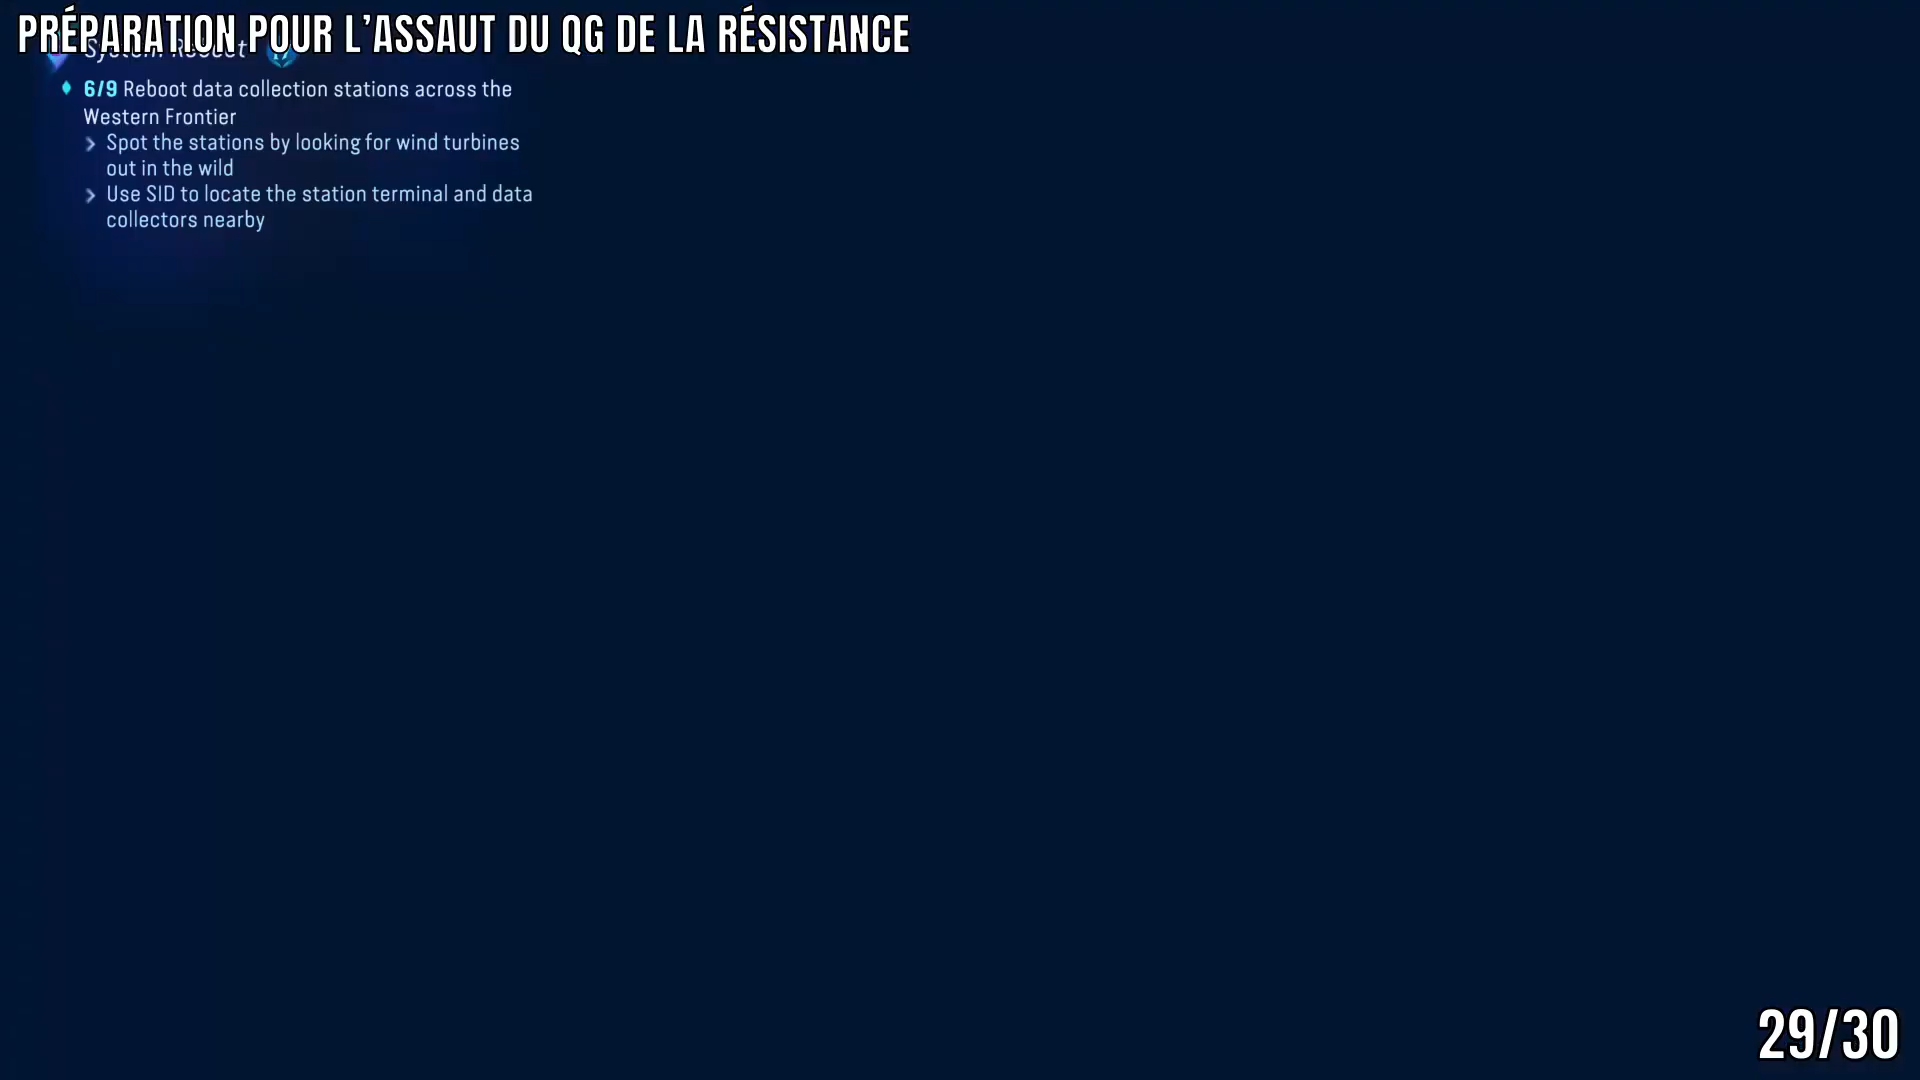 PRÉPARATION POUR L'ASSAUT DU QG DE LA RÉSISTANCE
System Reboot
6/9 Reboot data collection stations across the
Western Frontier
Spot the stations by looking for wind turbines
out in the wild
Use SID to locate the station terminal and data
collectors nearby
29/30